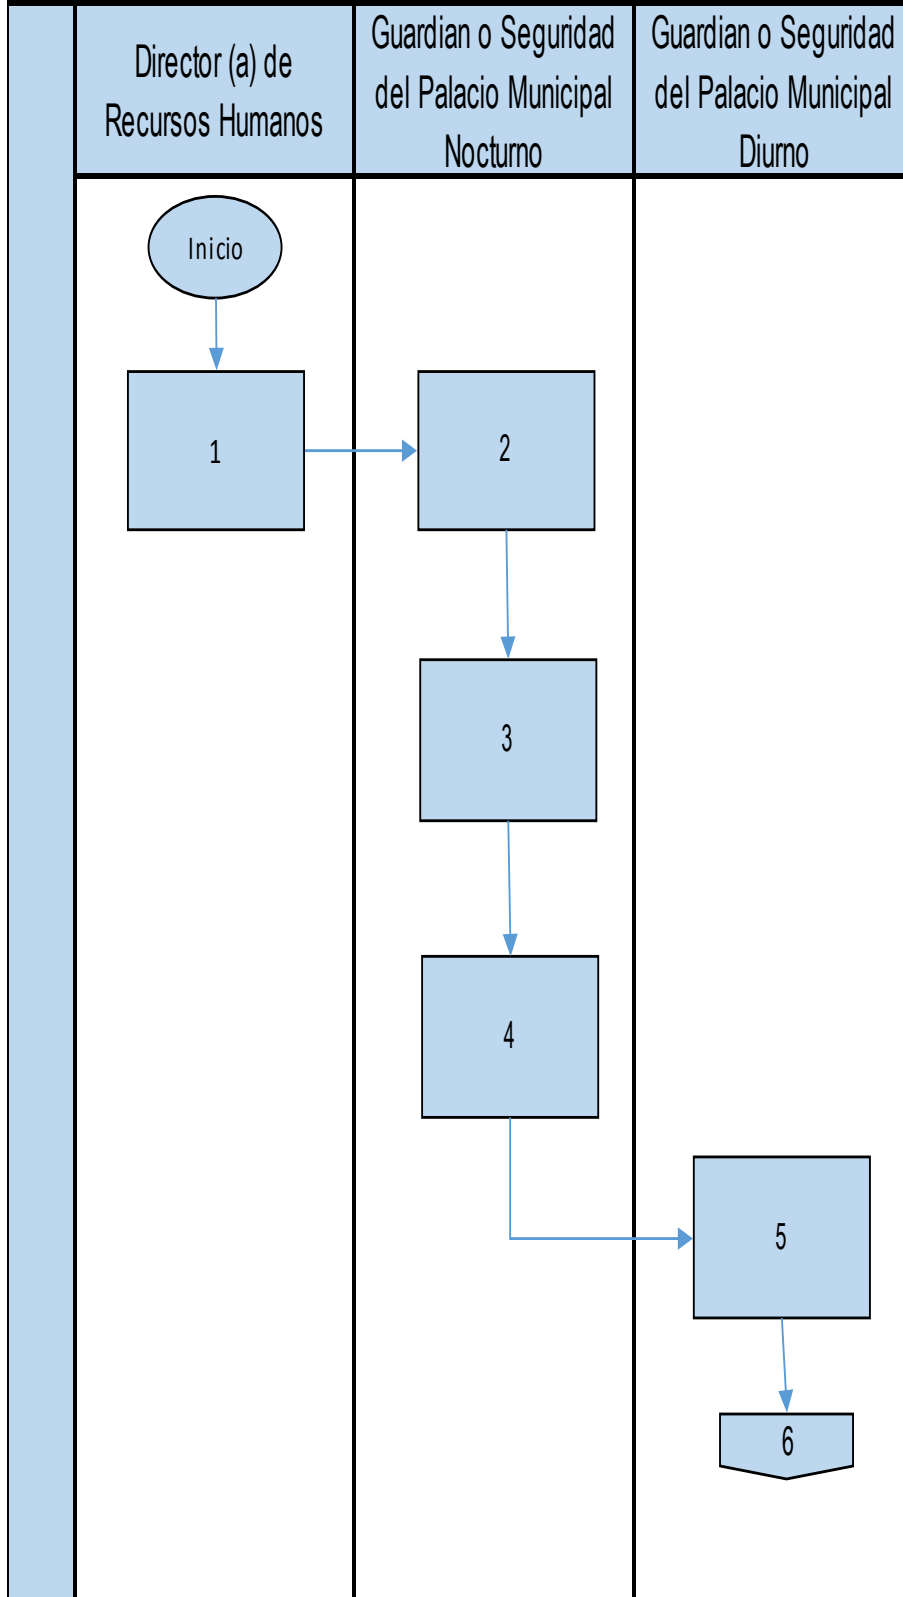 Director (a) de
Recursos Humanos
Guardian o Seguridad
del Palacio Municipal
Nocturno
Guardian o Seguridad
del Palacio Municipal
Diurno
Inicio
1
2
3
4
5
6